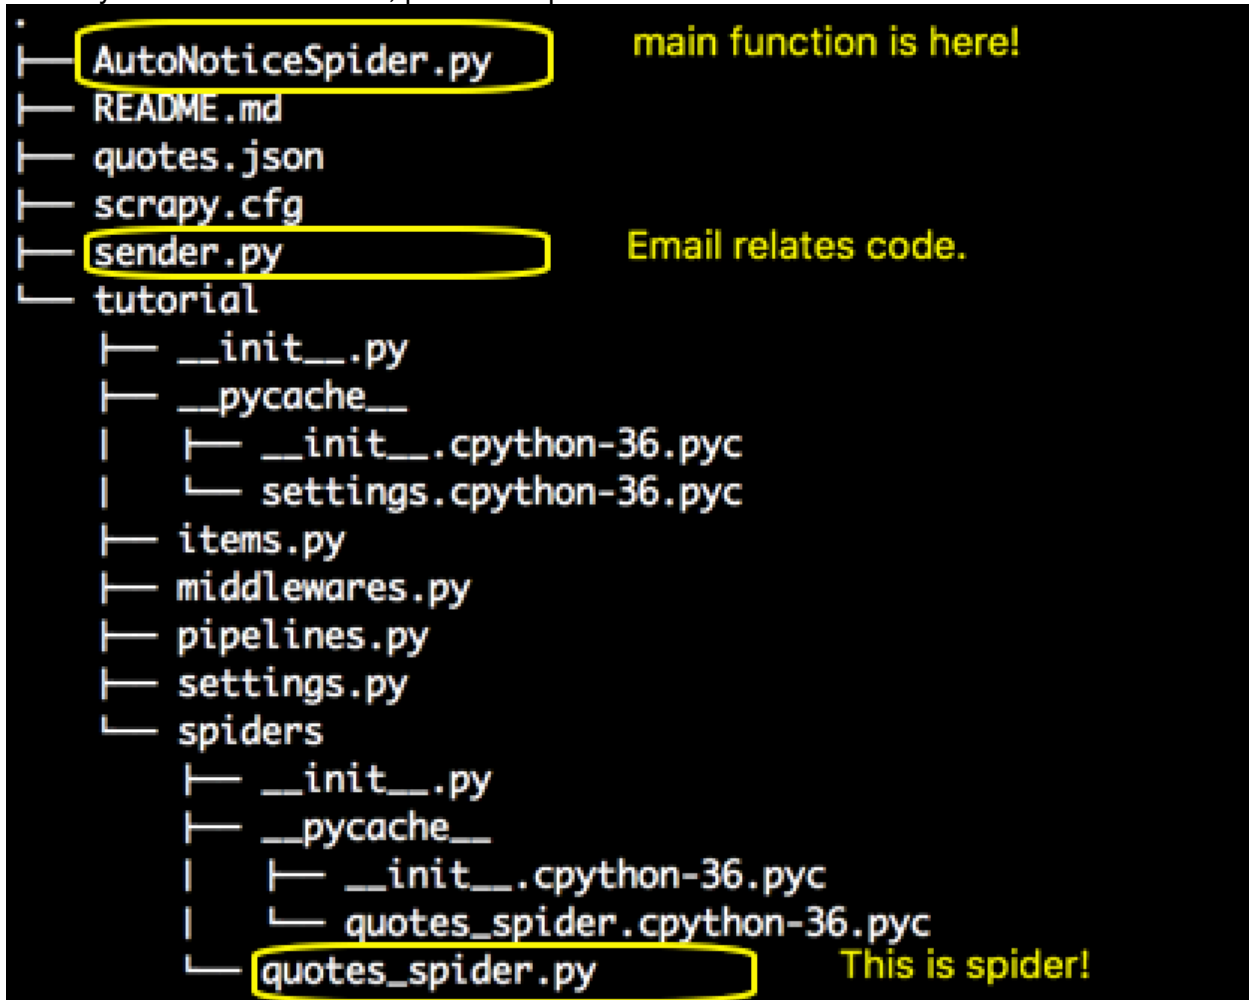 .
├── AutoNoticeSpider.py main function is here!
├── README.md
├── quotes.json
├── scrapy.cfg
├── sender.py Email relates code.
└── tutorial
    ├── __init__.py
    ├── __pycache__
    │   ├── __init__.cpython-36.pyc
    │   └── settings.cpython-36.pyc
    ├── items.py
    ├── middlewares.py
    ├── pipelines.py
    ├── settings.py
    └── spiders
        ├── __init__.py
        ├── __pycache__
        │   ├── __init__.cpython-36.pyc
        │   └── quotes_spider.cpython-36.pyc
        └── quotes_spider.py This is spider!